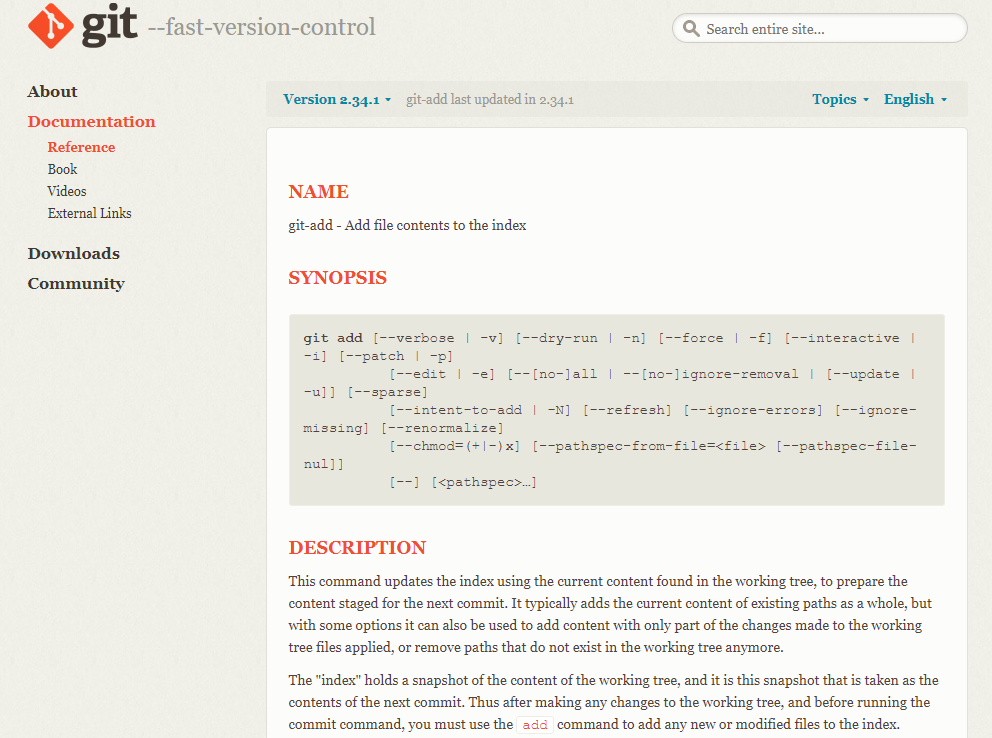 git --fast-version-control
Search entire site...
About
Documentation
Reference
Book
Videos
External Links
Downloads
Community
Version 2.34.1 git-add last updated in 2.34.1 Topics English
NAME
git-add - Add file contents to the index
SYNOPSIS
git add [--verbose | -v] [--dry-run | -n] [--force | -f] [--interactive |
-i] [--patch | -p]
[--edit | -e] [--[no-]all | --[no-]ignore-removal | [--update |
-u]] [--sparse]
[--intent-to-add | -N] [--refresh] [--ignore-errors] [--ignore-
missing] [--renormalize]
[--chmod=(+|-)x] [--pathspec-from-file=<file> [--pathspec-file-
nul]]
[--] [<pathspec>…]
DESCRIPTION
This command updates the index using the current content found in the working tree, to prepare the
content staged for the next commit. It typically adds the current content of existing paths as a whole, but
with some options it can also be used to add content with only part of the changes made to the working
tree files applied, or remove paths that do not exist in the working tree anymore.
The "index" holds a snapshot of the content of the working tree, and it is this snapshot that is taken as the
contents of the next commit. Thus after making any changes to the working tree, and before running the
commit command, you must use the add command to add any new or modified files to the index.